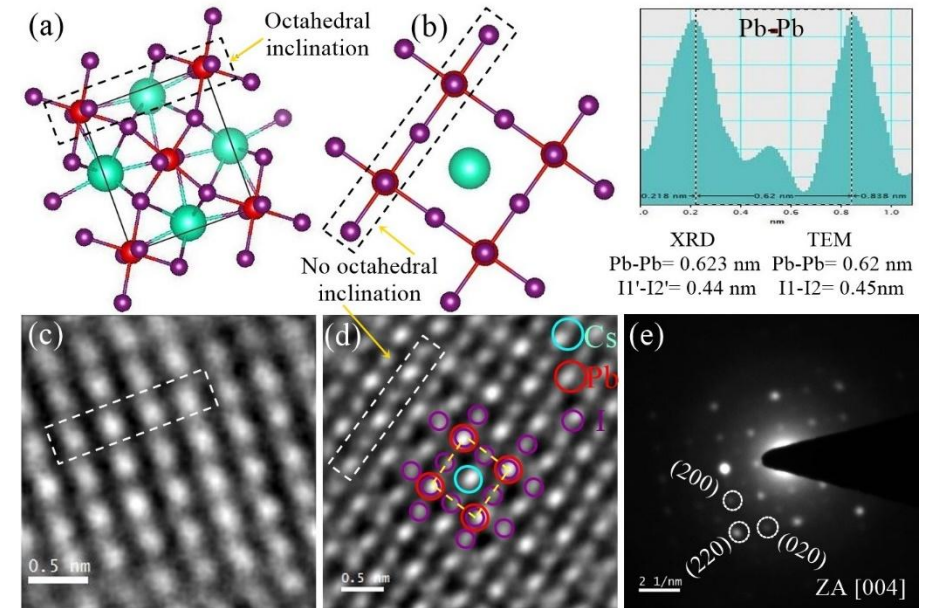 (a)
Octahedral
inclination
(b)
No octahedral
inclination
Pb-Pb
0.218 nm
0.62 nm
0.838 nm
.0 0.2 0.4 0.6 0.8 1.0
nm
XRD TEM
Pb-Pb= 0.623 nm Pb-Pb= 0.62 nm
I1'-I2'= 0.44 nm I1-I2= 0.45nm
(c)
0.5 nm
(d)
Cs
Pb
I
0.5 nm
(e)
(200)
(220)
(020)
2 1/nm
ZA [004]